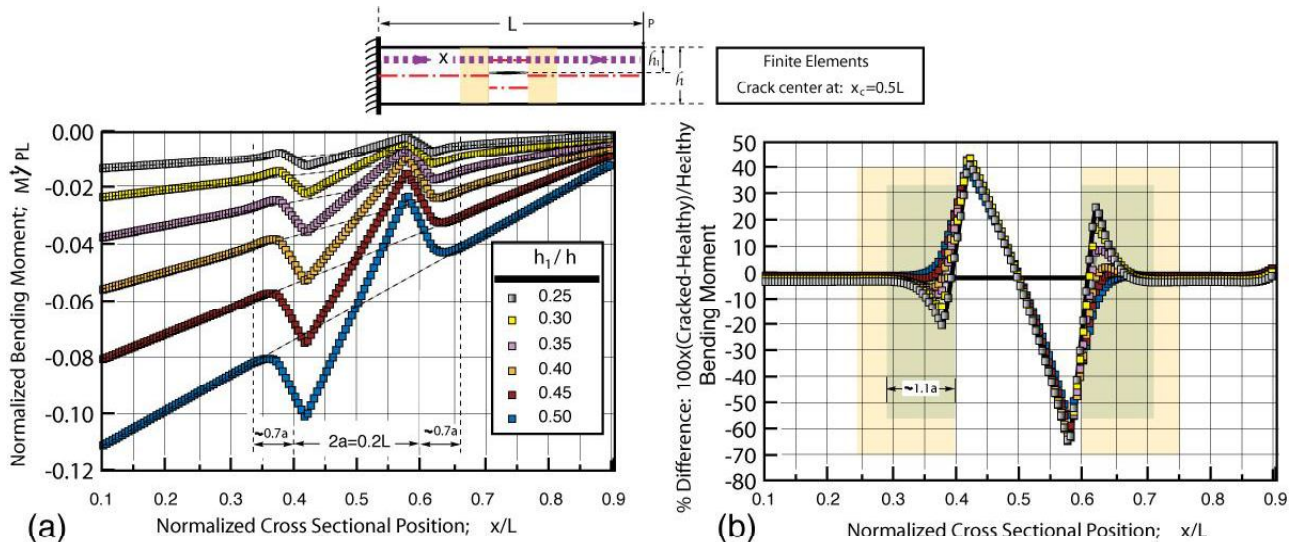 L
P
X
h₁
h
Finite Elements
Crack center at: x_c=0.5L
Normalized Bending Moment;
PL
0.00
-0.02
-0.04
-0.06
-0.08
-0.10
-0.12
h₁ / h
0.25
0.30
0.35
0.40
0.45
0.50
~0.7a
2a=0.2L
~0.7a
0.1 0.2 0.3 0.4 0.5 0.6 0.7 0.8 0.9
(a)
Normalized Cross Sectional Position; x/L
% Difference: 100x(Cracked-Healthy)/Healthy
Bending Moment
50
40
30
20
10
0
-10
-20
-30
-40
-50
-60
-70
-80
~1.1a
0.1 0.2 0.3 0.4 0.5 0.6 0.7 0.8 0.9
(b)
Normalized Cross Sectional Position; x/L